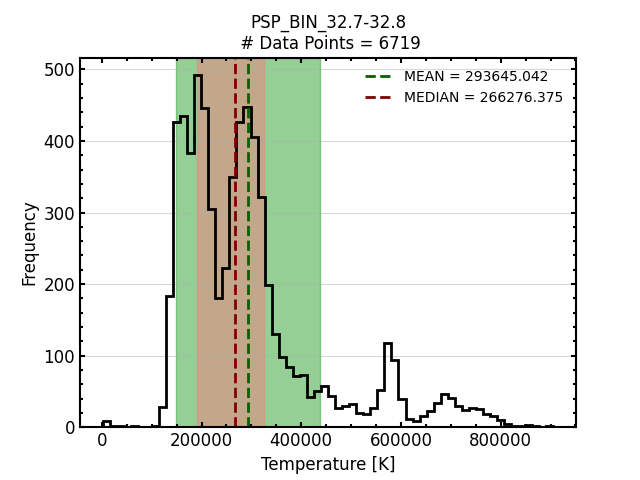 PSP_BIN_32.7-32.8
# Data Points = 6719
MEAN = 293645.042
MEDIAN = 266276.375
500
400
300
200
100
0
Frequency
0 200000 400000 600000 800000
Temperature [K]